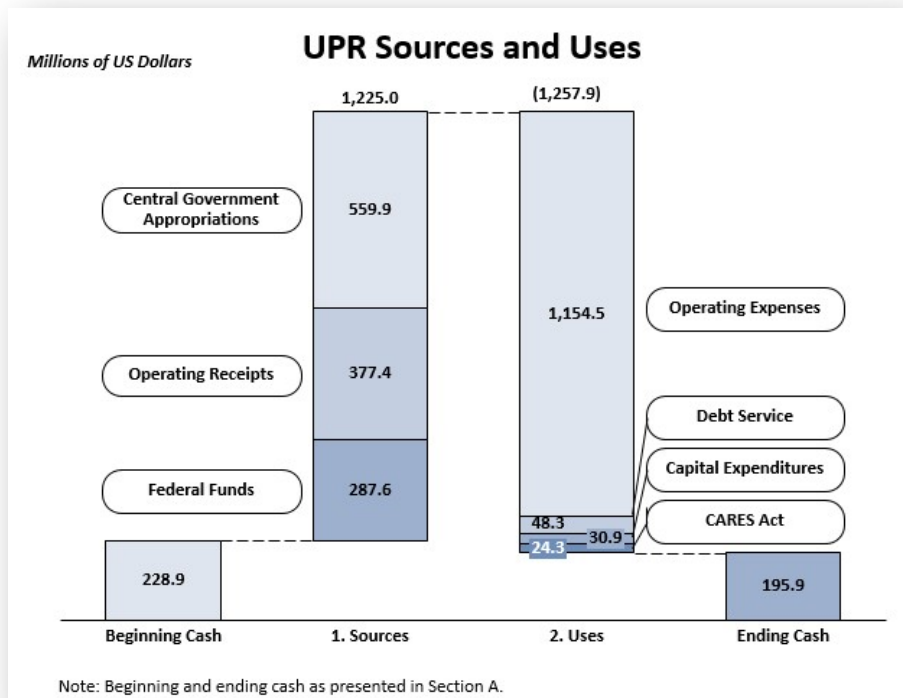 UPR Sources and Uses
Millions of US Dollars
1,225.0
(1,257.9)
Central Government
Appropriations
559.9
1,154.5
Operating Expenses
Operating Receipts
377.4
Debt Service
Capital Expenditures
Federal Funds
287.6
48.3
30.9
CARES Act
24.3
228.9
195.9
Beginning Cash
1. Sources
2. Uses
Ending Cash
Note: Beginning and ending cash as presented in Section A.